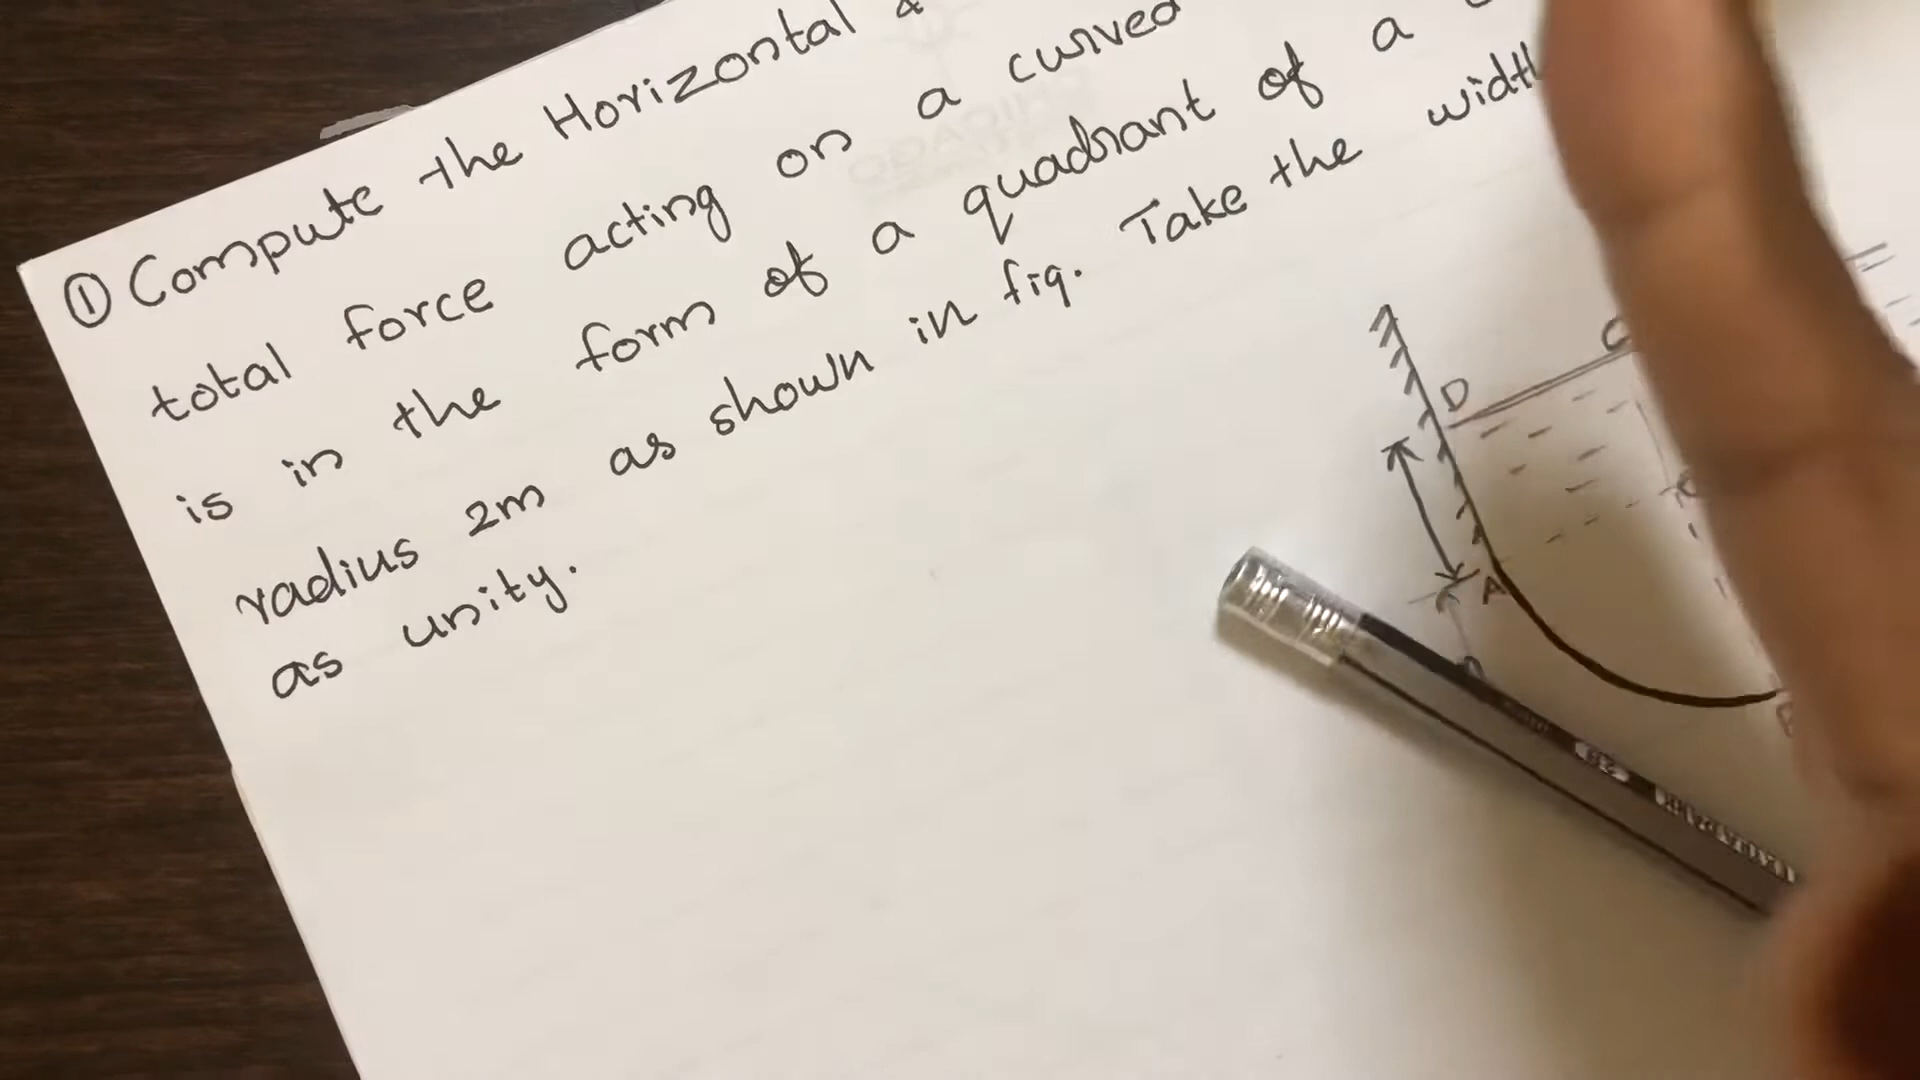 ① Compute the Horizontal &
total force acting on a curved
is in the form of a quadrant of a
radius 2m as shown in fig. Take the width
as unity.
D
C
A